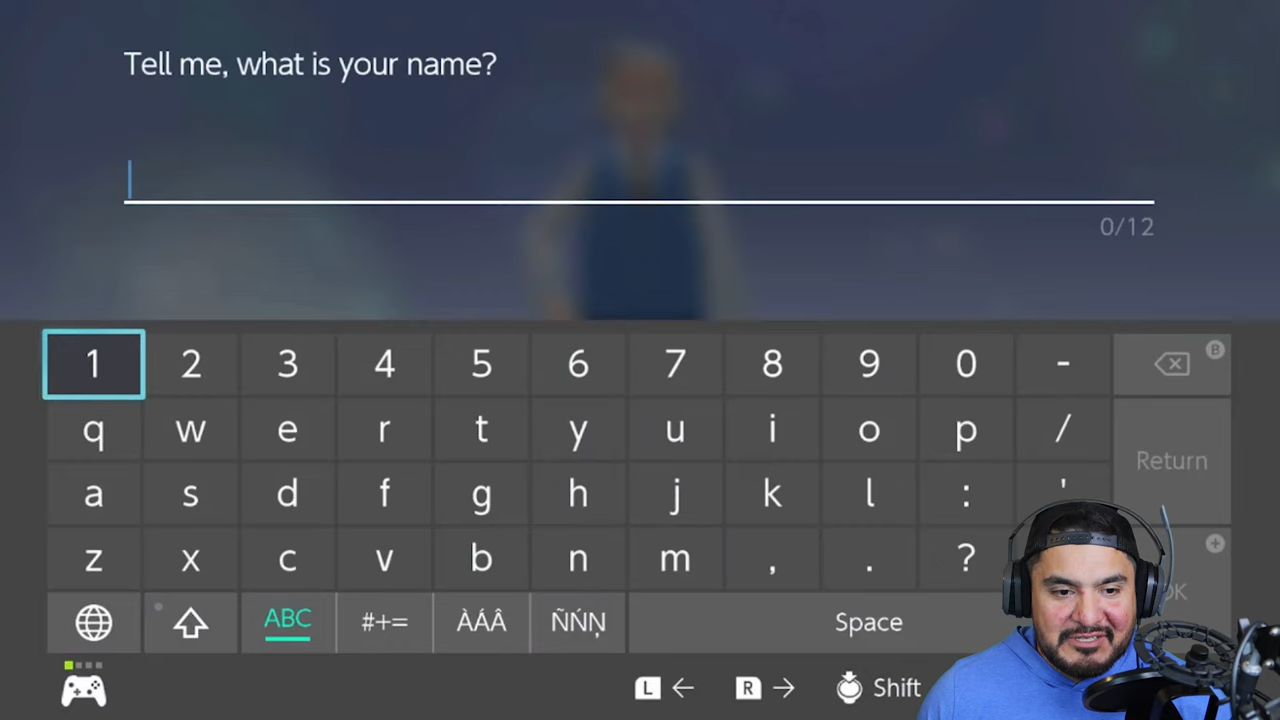 Tell me, what is your name?
0/12
1 2 3 4 5 6 7 8 9 0 - B
q w e r t y u i o p / Return
a s d f g h j k l : '
z x c v b n m , . ? +
ABC #+= ÀÁÂ ÑŃŅ Space
L ← R → Shift